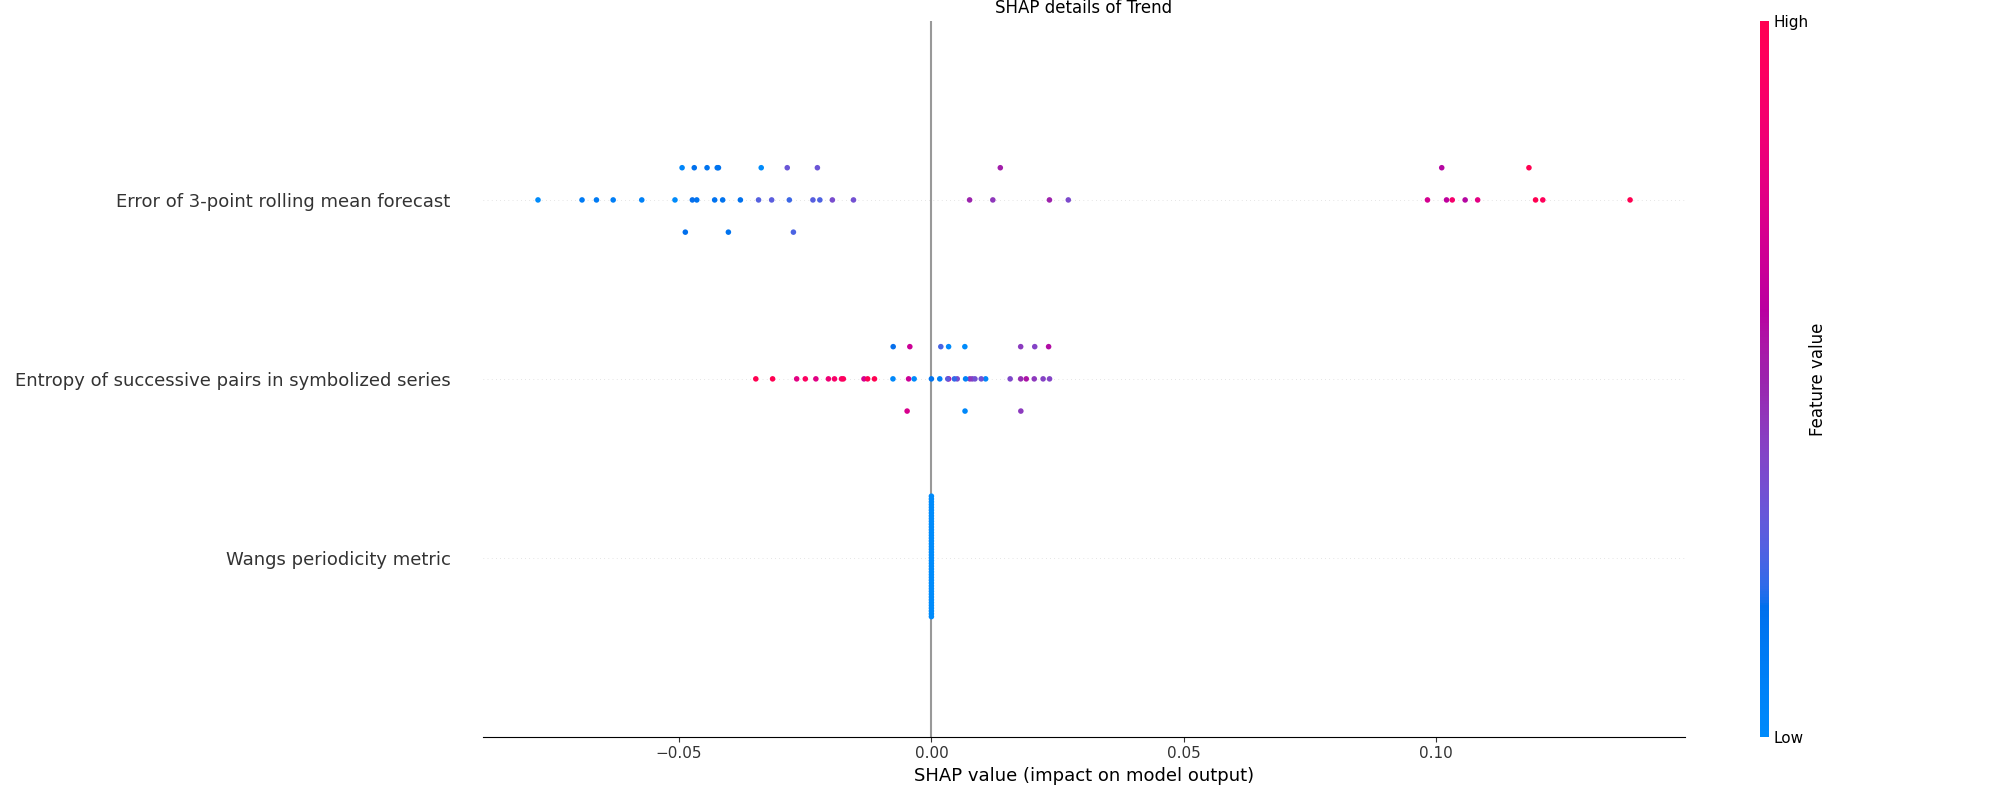 SHAP details of Trend
High
Error of 3-point rolling mean forecast
Entropy of successive pairs in symbolized series
Wangs periodicity metric
Feature value
Low
−0.05 0.00 0.05 0.10
SHAP value (impact on model output)